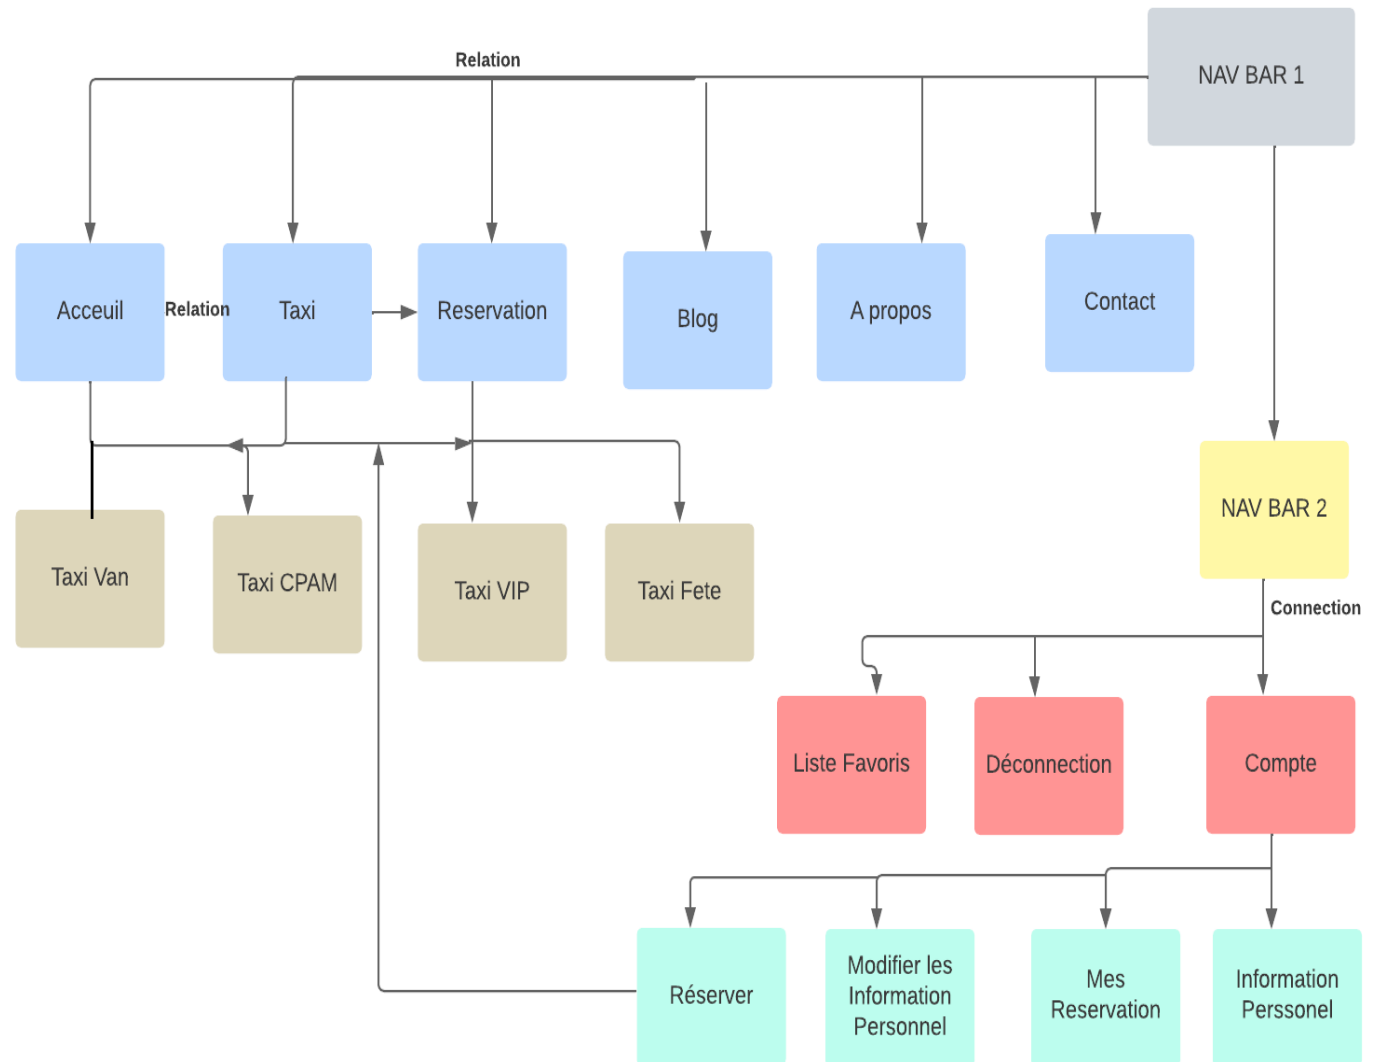 Relation
NAV BAR 1
Acceuil
Relation
Taxi
Reservation
Blog
A propos
Contact
NAV BAR 2
Taxi Van
Taxi CPAM
Taxi VIP
Taxi Fete
Connection
Liste Favoris
Déconnection
Compte
Réserver
Modifier les
Information
Personnel
Mes
Reservation
Information
Perssonel